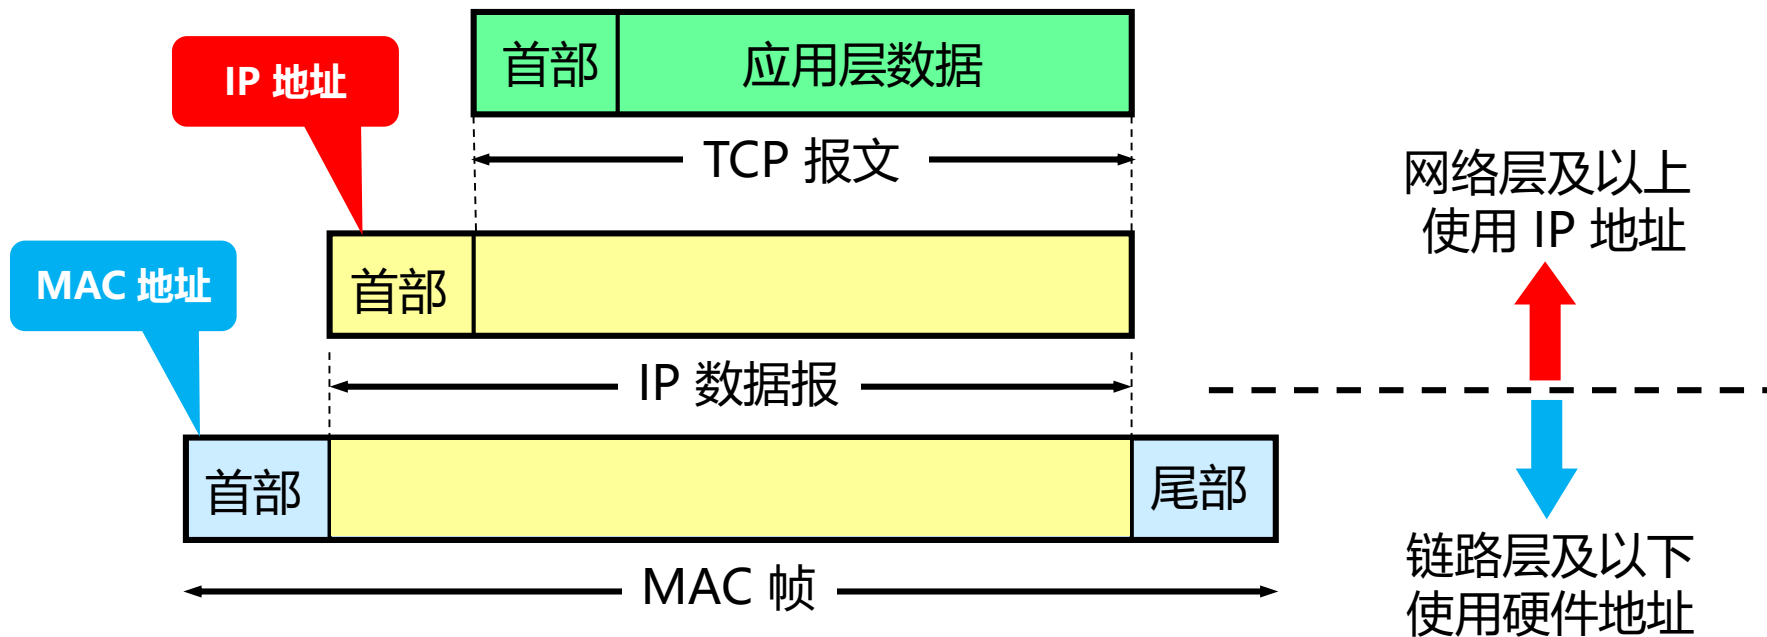 首部
应用层数据
IP 地址
TCP 报文
网络层及以上
使用 IP 地址
首部
MAC 地址
IP 数据报
首部
尾部
MAC 帧
链路层及以下
使用硬件地址